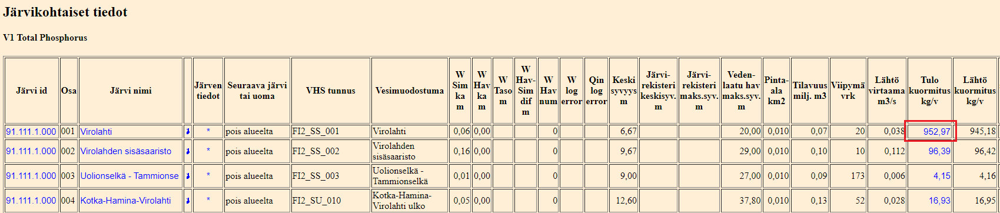 Järvikohtaiset tiedot
V1 Total Phosphorus
Järvi id Osa Järvi nimi Järven tiedot Seuraava järvi tai uoma VHS tunnus Vesimuodostuma W Sim ka m W Hav ka m W Taso m W Hav-Sim dif m W Hav num W log error Qin log error Keski syvyys m Järvi-rekisteri keskisyv. m Järvi-rekisteri maks.syv. m Veden-laatu hav maks.syv. m Pinta-ala km2 Tilavuus milj. m3 Viipymä vrk Lähtö virtaama m3/s Tulo kuormitus kg/v Lähtö kuormitus kg/v
91.111.1.000 001 Virolahti * pois alueelta FI2_SS_001 Virolahti 0,06 0,00 0 6,67 20,00 0,010 0,07 20 0,038 952,97 945,18
91.111.1.000 002 Virolahden sisäsaaristo * pois alueelta FI2_SS_002 Virolahden sisäsaaristo 0,16 0,00 0 9,67 29,00 0,010 0,10 10 0,112 96,39 96,42
91.111.1.000 003 Uolionselkä - Tammionse * pois alueelta FI2_SS_003 Uolionselkä - Tammionselkä 0,01 0,00 0 9,00 27,00 0,010 0,09 173 0,006 4,15 4,16
91.111.1.000 004 Kotka-Hamina-Virolahti * pois alueelta FI2_SU_010 Kotka-Hamina-Virolahti ulko 0,05 0,00 0 12,60 37,80 0,010 0,13 52 0,028 16,93 16,95